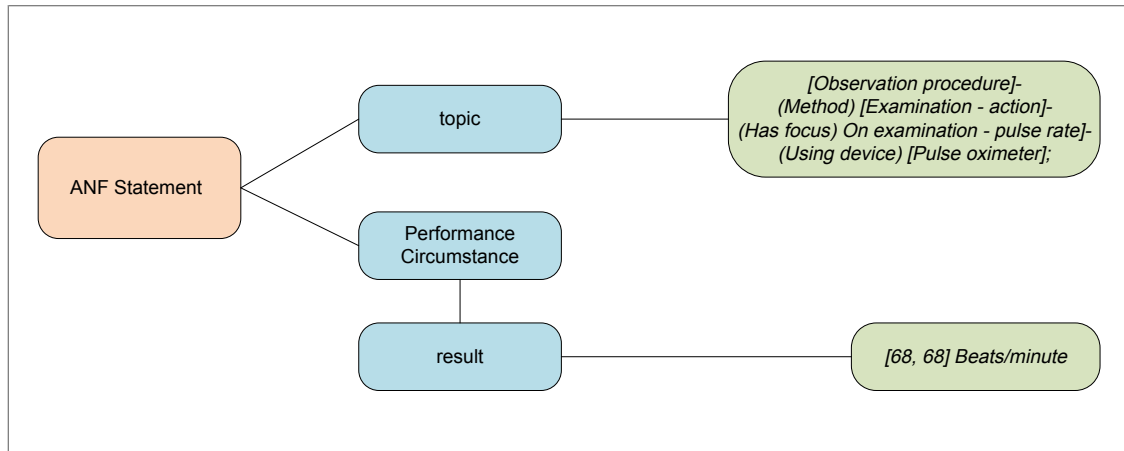 ANF Statement
topic
[Observation procedure]-
(Method) [Examination - action]-
(Has focus) On examination - pulse rate]-
(Using device) [Pulse oximeter];
Performance
Circumstance
result
[68, 68] Beats/minute